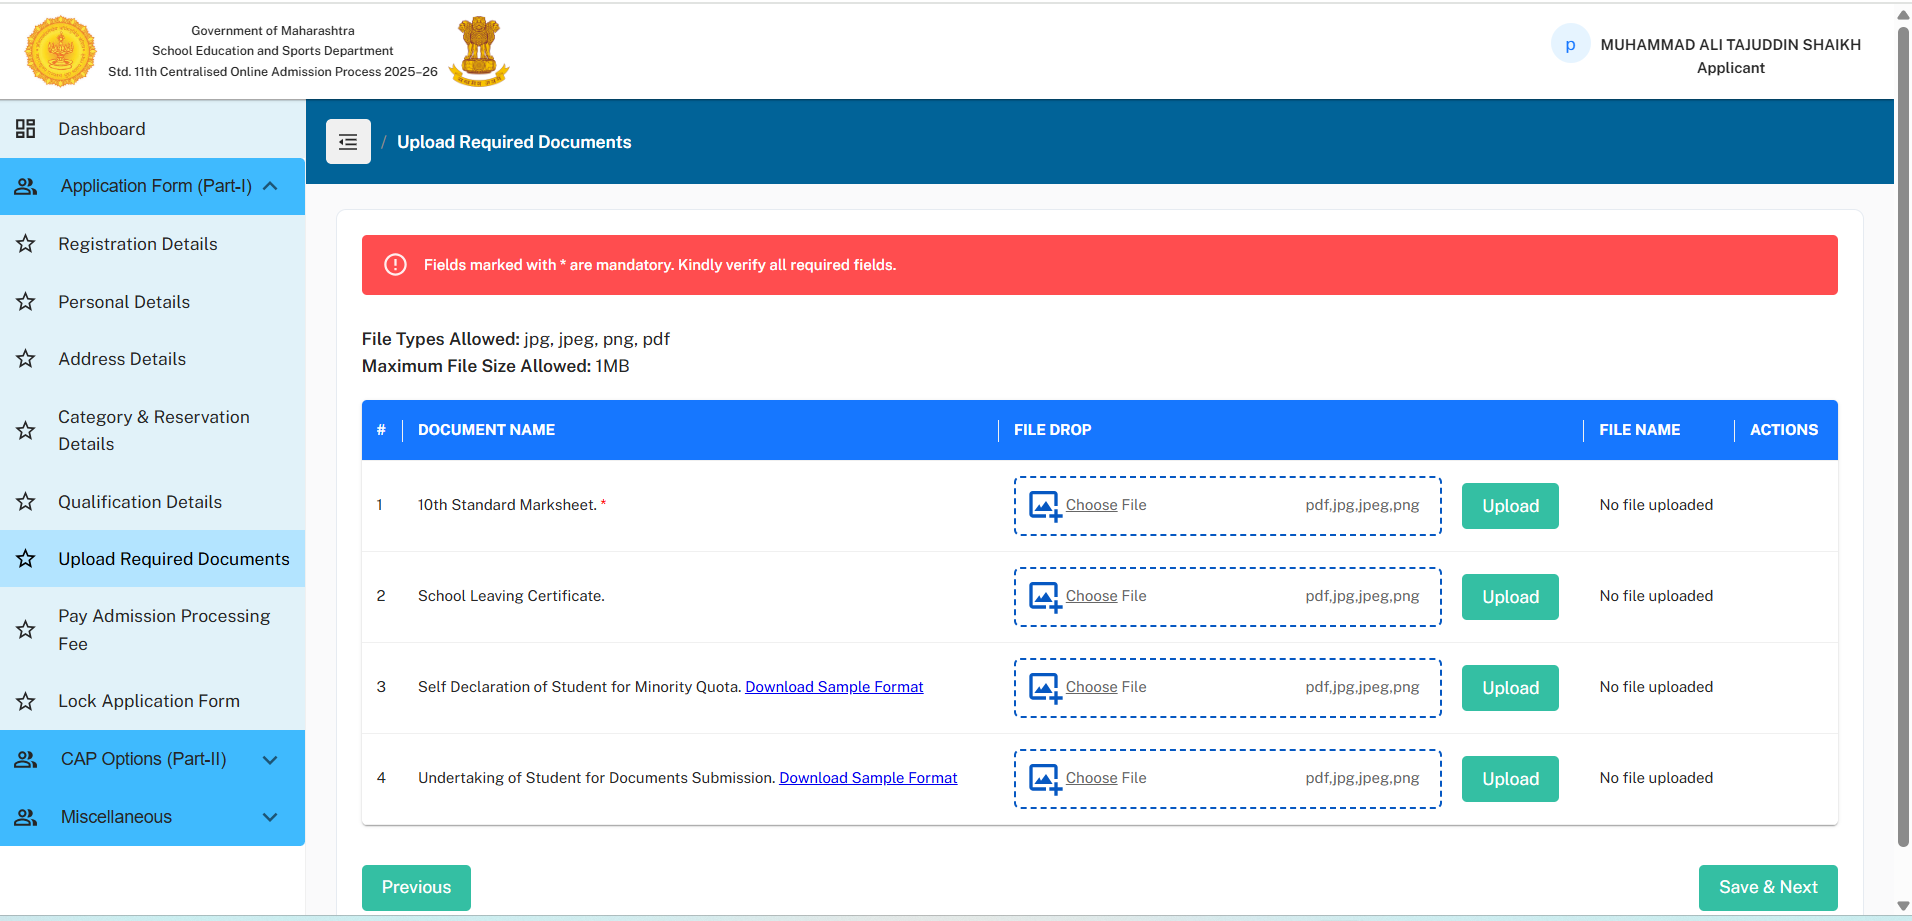 Government of Maharashtra
School Education and Sports Department
Std. 11th Centralised Online Admission Process 2025-26
p
MUHAMMAD ALI TAJUDDIN SHAIKH
Applicant
Dashboard
Application Form (Part-I)
Registration Details
Personal Details
Address Details
Category & Reservation
Details
Qualification Details
Upload Required Documents
Pay Admission Processing
Fee
Lock Application Form
CAP Options (Part-II)
Miscellaneous
/ Upload Required Documents
Fields marked with * are mandatory. Kindly verify all required fields.
File Types Allowed: jpg, jpeg, png, pdf
Maximum File Size Allowed: 1MB
# DOCUMENT NAME FILE DROP FILE NAME ACTIONS
1 10th Standard Marksheet. * Choose File pdf,jpg,jpeg,png Upload No file uploaded
2 School Leaving Certificate. Choose File pdf,jpg,jpeg,png Upload No file uploaded
3 Self Declaration of Student for Minority Quota. Download Sample Format Choose File pdf,jpg,jpeg,png Upload No file uploaded
4 Undertaking of Student for Documents Submission. Download Sample Format Choose File pdf,jpg,jpeg,png Upload No file uploaded
Previous Save & Next